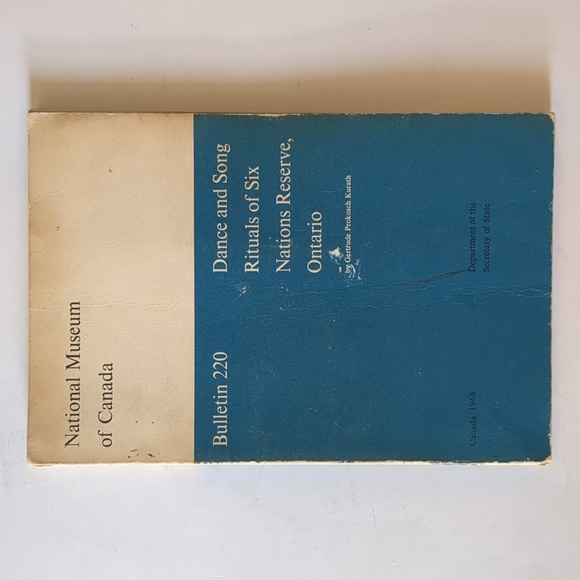 National Museum
of Canada
Bulletin 220
Dance and Song
Rituals of Six
Nations Reserve,
Ontario
by Gertrude Prokosch Kurath
Canada 1968
Department of the
Secretary of State